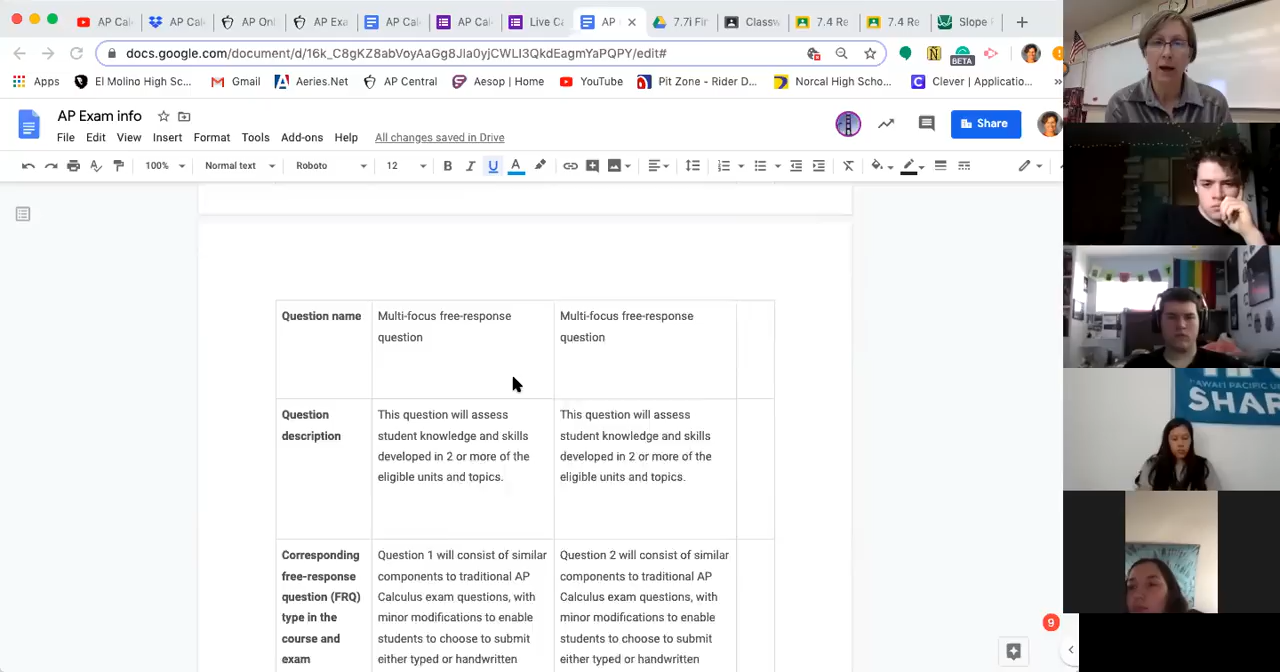 AP Cal
AP Cal
AP On
AP Exa
AP Cal
AP Cal
Live Ca
AP
7.7i Fir
Classw
7.4 Re
7.4 Re
Slope
BETA
Apps
El Molino High Sc...
Gmail
Aeries.Net
AP Central
Aesop | Home
YouTube
Pit Zone - Rider D...
Norcal High Scho...
Clever | Applicatio...
AP Exam info
File
Edit
View
Insert
Format
Tools
Add-ons
All changes saved in Drive
Share
100%
Normal text
Roboto
12
B
I
U
A
Question name
Multi-focus free-response
question
Multi-focus free-response
question
Question
description
This question will assess
student knowledge and skills
developed in 2 or more of the
eligible units and topics.
This question will assess
student knowledge and skills
developed in 2 or more of the
eligible units and topics.
Corresponding
free-response
question (FRQ)
type in the
course and
exam
Question 1 will consist of similar
components to traditional AP
Calculus exam questions, with
minor modifications to enable
students to choose to submit
either typed or handwritten
Question 2 will consist of similar
components to traditional AP
Calculus exam questions, with
minor modifications to enable
students to choose to submit
either typed or handwritten
9
HAWAI'I PACIFIC U
SHAR